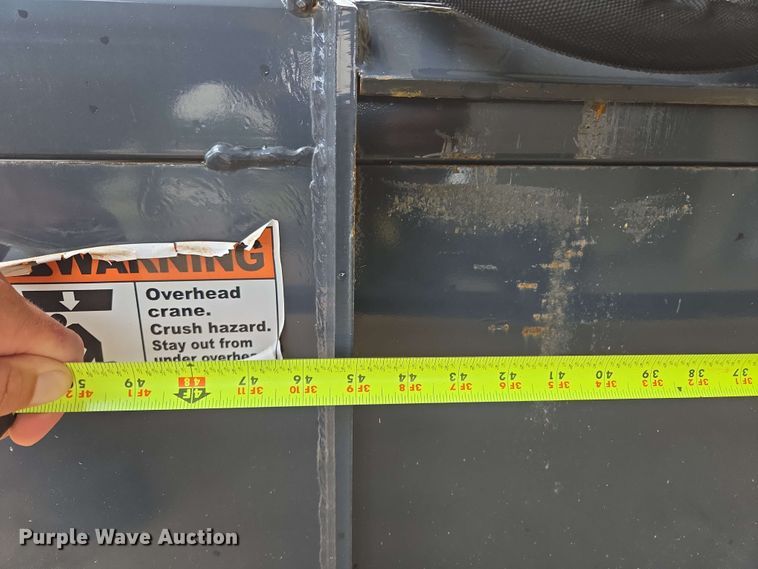 WARNING
Overhead
crane.
Crush hazard.
Stay out from
under
50 49 48 47 46 45 44 43 42 41 40 39 38 37
4F2 4F1 4F 3F11 3F10 3F9 3F8 3F7 3F6 3F5 3F4 3F3 3F2 3F1
Purple Wave Auction